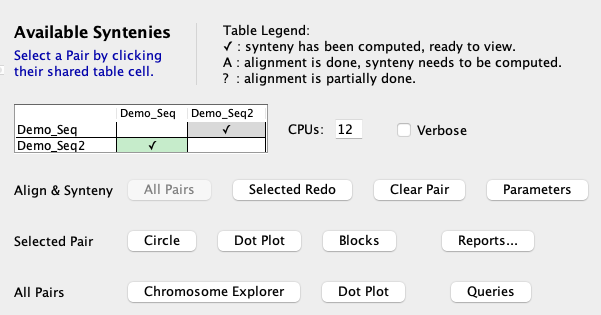 Available Syntenies
Select a Pair by clicking
their shared table cell.
Table Legend:
✓ : synteny has been computed, ready to view.
A : alignment is done, synteny needs to be computed.
? : alignment is partially done.
Demo_Seq Demo_Seq2
Demo_Seq ✓
Demo_Seq2 ✓
CPUs: 12 Verbose
Align & Synteny All Pairs Selected Redo Clear Pair Parameters
Selected Pair Circle Dot Plot Blocks Reports...
All Pairs Chromosome Explorer Dot Plot Queries